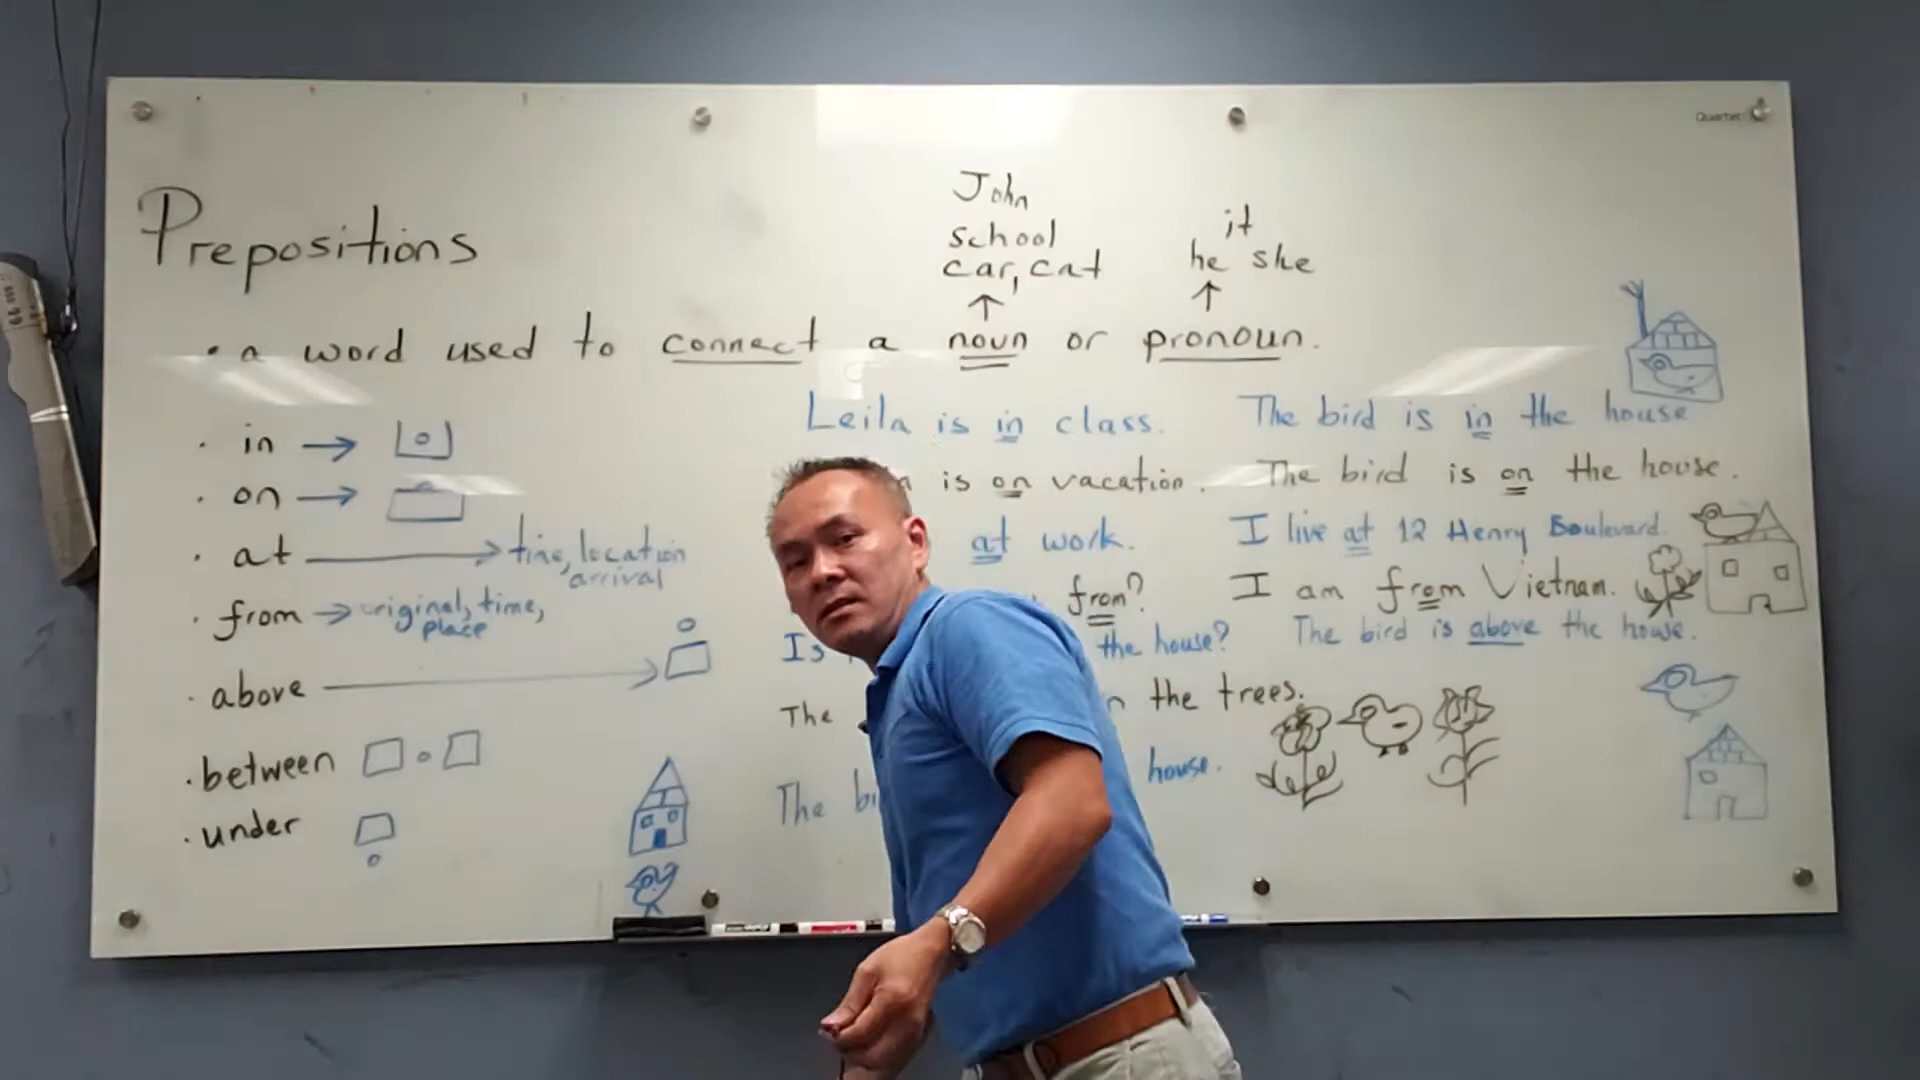 Quartet
Prepositions
John
school
car, cat
it
he she
• a word used to connect a noun or pronoun.
• in →
• on →
• at → time, location
arrival
• from → original, time,
place
• above →
• between
• under
Leila is in class.
is on vacation.
at work.
from?
Is the house?
The the trees.
The house.
The bird is in the house
The bird is on the house.
I live at 12 Henry Boulevard.
I am from Vietnam.
The bird is above the house.